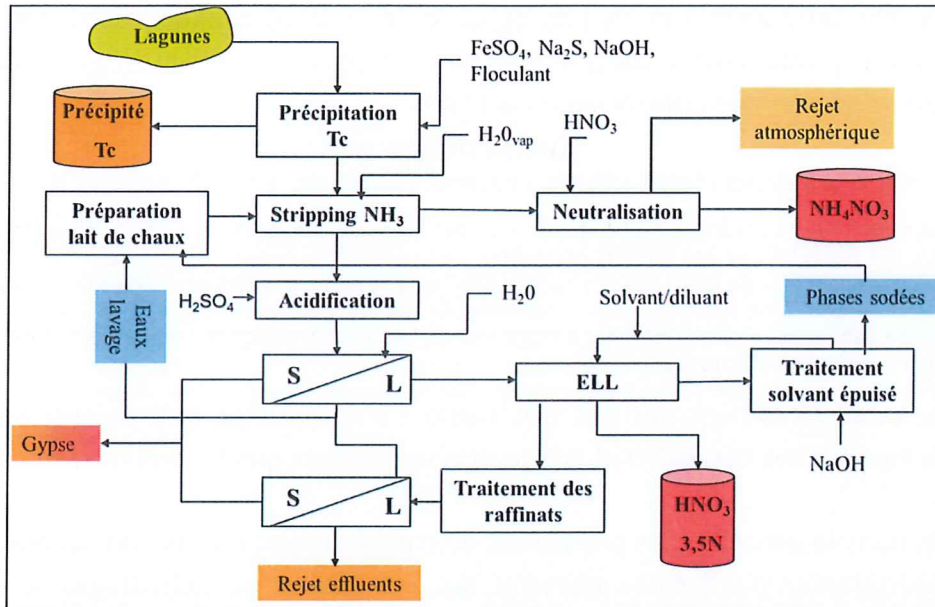 Lagunes
FeSO₄, Na₂S, NaOH,
Floculant
Précipité
Tc
Précipitation
Tc
H₂0vap
HNO₃
Rejet
atmosphérique
Préparation
lait de chaux
Stripping NH₃
Neutralisation
NH₄NO₃
Eaux
lavage
H₂SO₄
Acidification
H₂0
Solvant/diluant
Phases sodées
S
L
ELL
Traitement
solvant épuisé
Gypse
NaOH
S
L
Traitement des
raffinats
HNO₃
3,5N
Rejet effluents